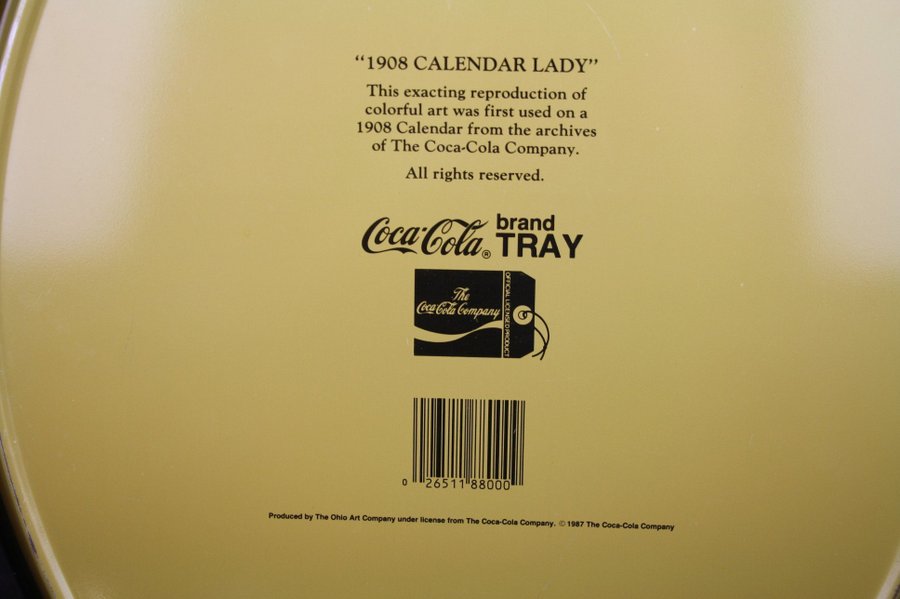 "1908 CALENDAR LADY"
This exacting reproduction of
colorful art was first used on a
1908 Calendar from the archives
of The Coca-Cola Company.
All rights reserved.
Coca-Cola® brand TRAY
The
Coca-Cola Company
OFFICIAL LICENSED PRODUCT
0 26511 88000
Produced by The Ohio Art Company under license from The Coca-Cola Company. © 1987 The Coca-Cola Company